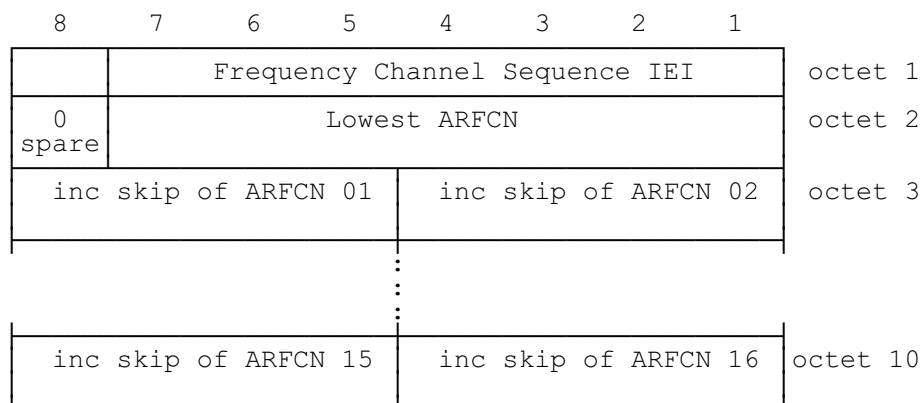 8 7 6 5 4 3 2 1
Frequency Channel Sequence IEI octet 1
0 Lowest ARFCN octet 2
spare
inc skip of ARFCN 01 inc skip of ARFCN 02 octet 3
inc skip of ARFCN 15 inc skip of ARFCN 16 octet 10